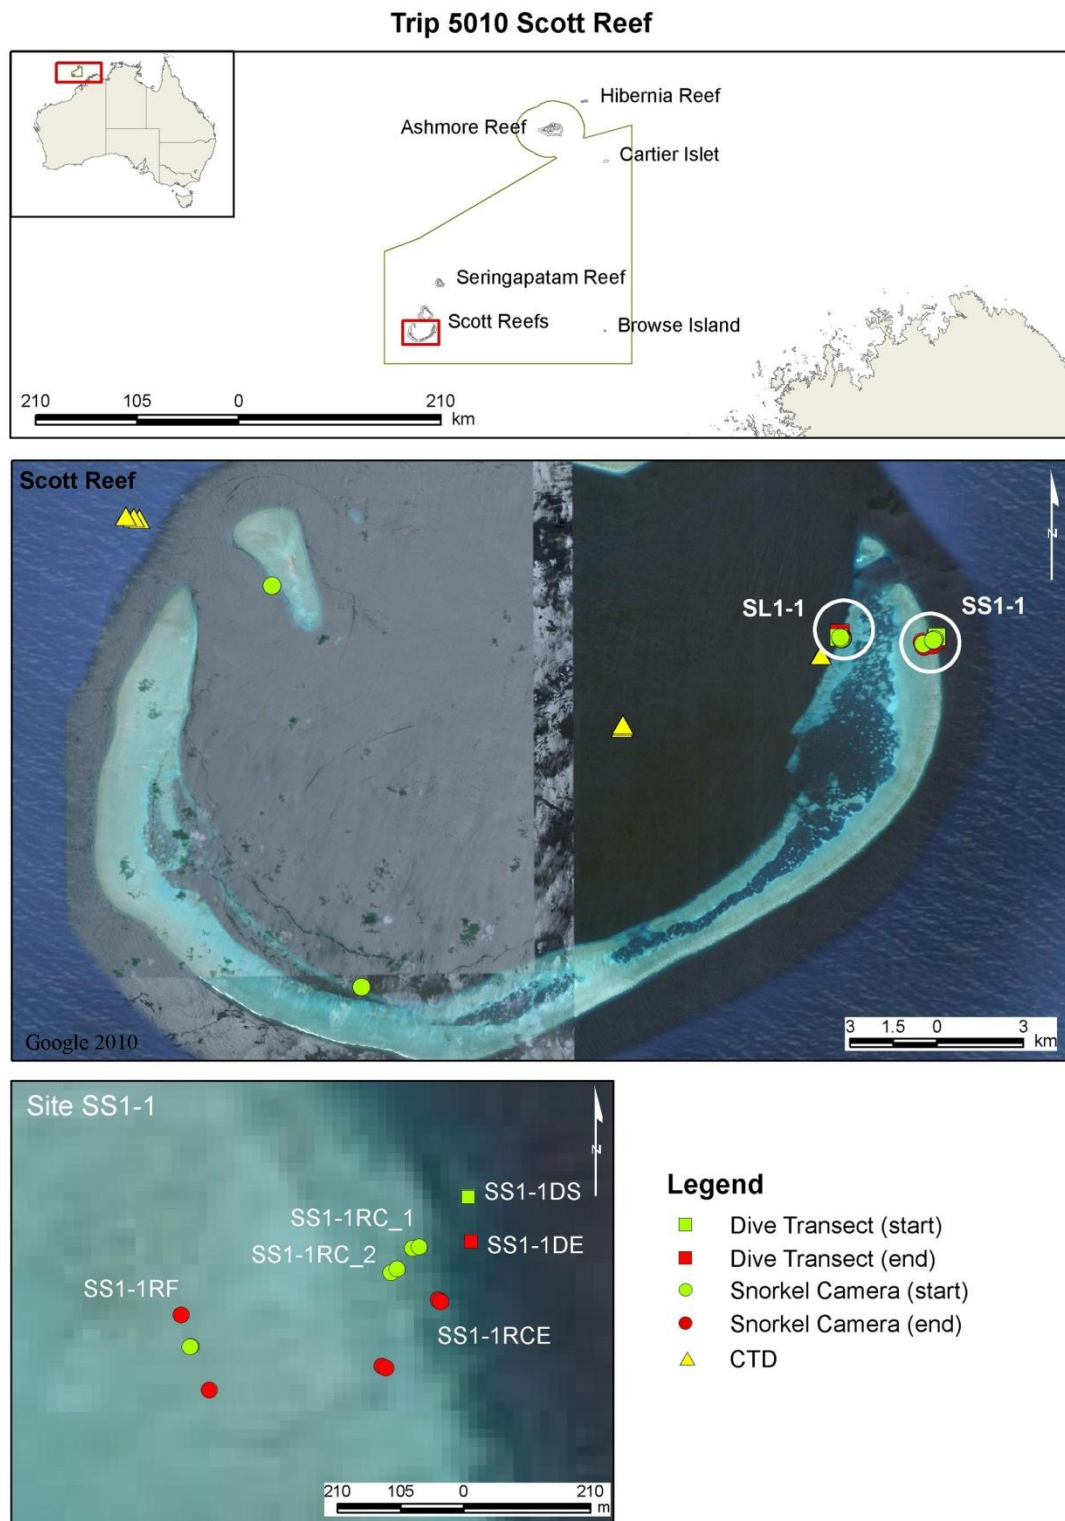 Trip 5010 Scott Reef
Hibernia Reef
Ashmore Reef
Cartier Islet
Seringapatam Reef
Scott Reefs
Browse Island
210 105 0 210
km
Scott Reef
N
SL1-1
SS1-1
Google 2010
3 1.5 0 3
km
Site SS1-1
N
SS1-1DS
SS1-1RC_1
SS1-1DE
SS1-1RC_2
SS1-1RF
SS1-1RCE
210 105 0 210
m
Legend
Dive Transect (start)
Dive Transect (end)
Snorkel Camera (start)
Snorkel Camera (end)
CTD